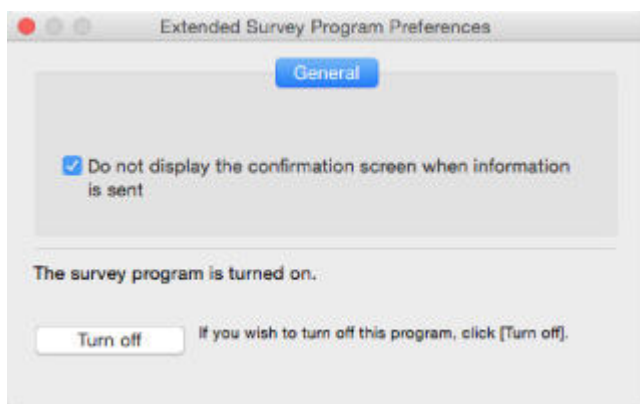 Extended Survey Program Preferences
General
Do not display the confirmation screen when information
is sent
The survey program is turned on.
Turn off
If you wish to turn off this program, click [Turn off].